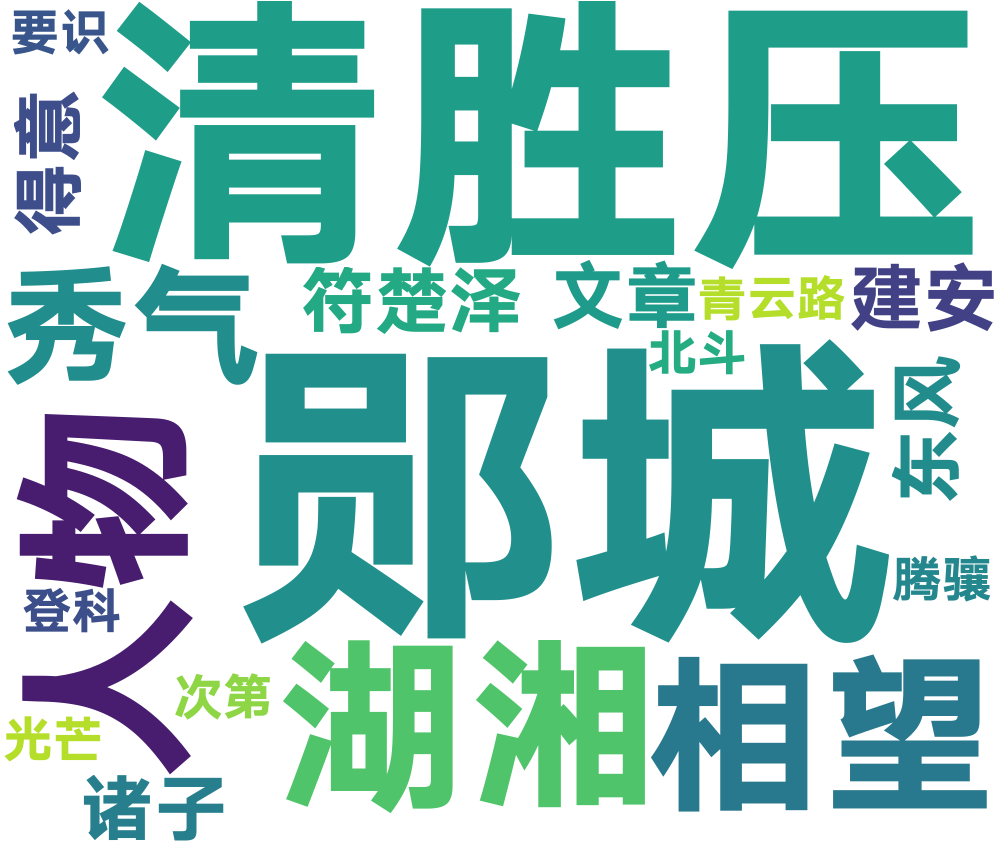 要识
清胜压
得意
秀气
符楚泽
文章
青云路
建安
北斗
郧城
东风
人物
腾骧
登科
湖湘
相望
次第
光芒
诸子